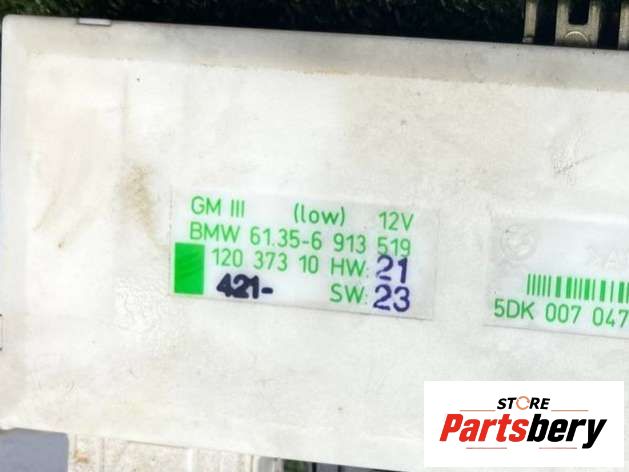 GM III (low) 12V
BMW 61.35-6 913 519
120 373 10 HW: 21
421- SW: 23
5DK 007 047
STORE
Partsbery